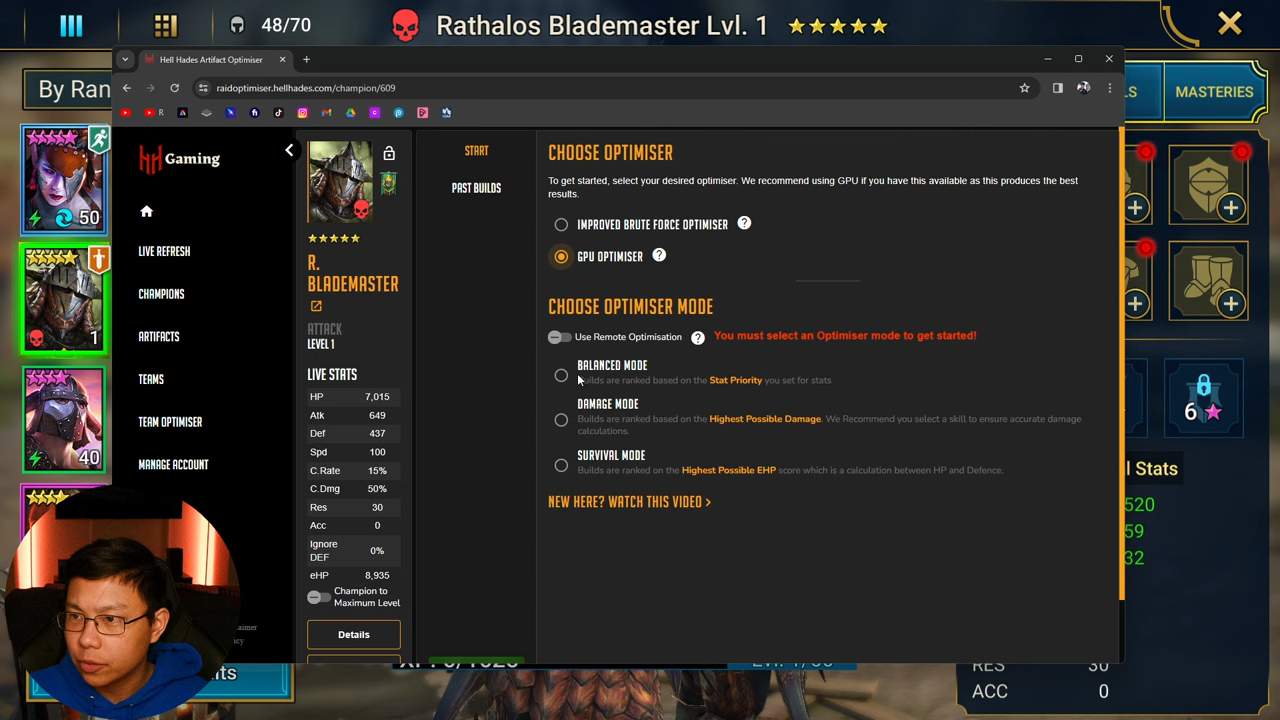 48/70
Rathalos Blademaster Lvl. 1
By Ran
LS
MASTERIES
Hell Hades Artifact Optimiser
raidoptimiser.hellhades.com/champion/609
R
50
1
40
Gaming
LIVE REFRESH
CHAMPIONS
ARTIFACTS
TEAMS
TEAM OPTIMISER
MANAGE ACCOUNT
R. BLADEMASTER
ATTACK
LEVEL 1
LIVE STATS
HP 7,015
Atk 649
Def 437
Spd 100
C.Rate 15%
C.Dmg 50%
Res 30
Acc 0
Ignore DEF 0%
eHP 8,935
Champion to
Maximum Level
Details
START
PAST BUILDS
CHOOSE OPTIMISER
To get started, select your desired optimiser. We recommend using GPU if you have this available as this produces the best
results.
IMPROVED BRUTE FORCE OPTIMISER ?
GPU OPTIMISER ?
CHOOSE OPTIMISER MODE
Use Remote Optimisation ? You must select an Optimiser mode to get started!
BALANCED MODE
Builds are ranked based on the Stat Priority you set for stats
DAMAGE MODE
Builds are ranked based on the Highest Possible Damage. We Recommend you select a skill to ensure accurate damage
calculations.
SURVIVAL MODE
Builds are ranked on the Highest Possible EHP score which is a calculation between HP and Defence.
NEW HERE? WATCH THIS VIDEO >
6
l Stats
520
59
32
RES 30
ACC 0